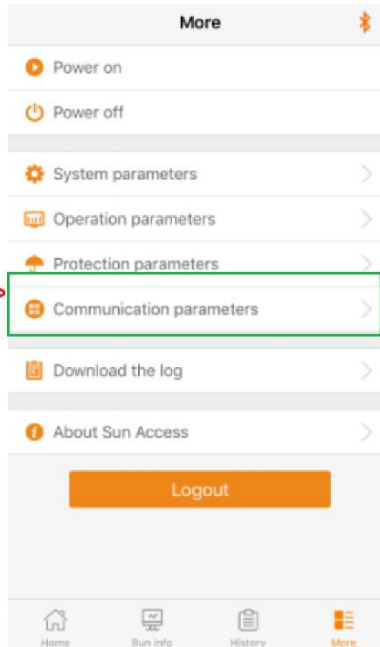 More
Power on
Power off
System parameters
Operation parameters
Protection parameters
Communication parameters
Download the log
About Sun Access
Logout
Home Run info History More